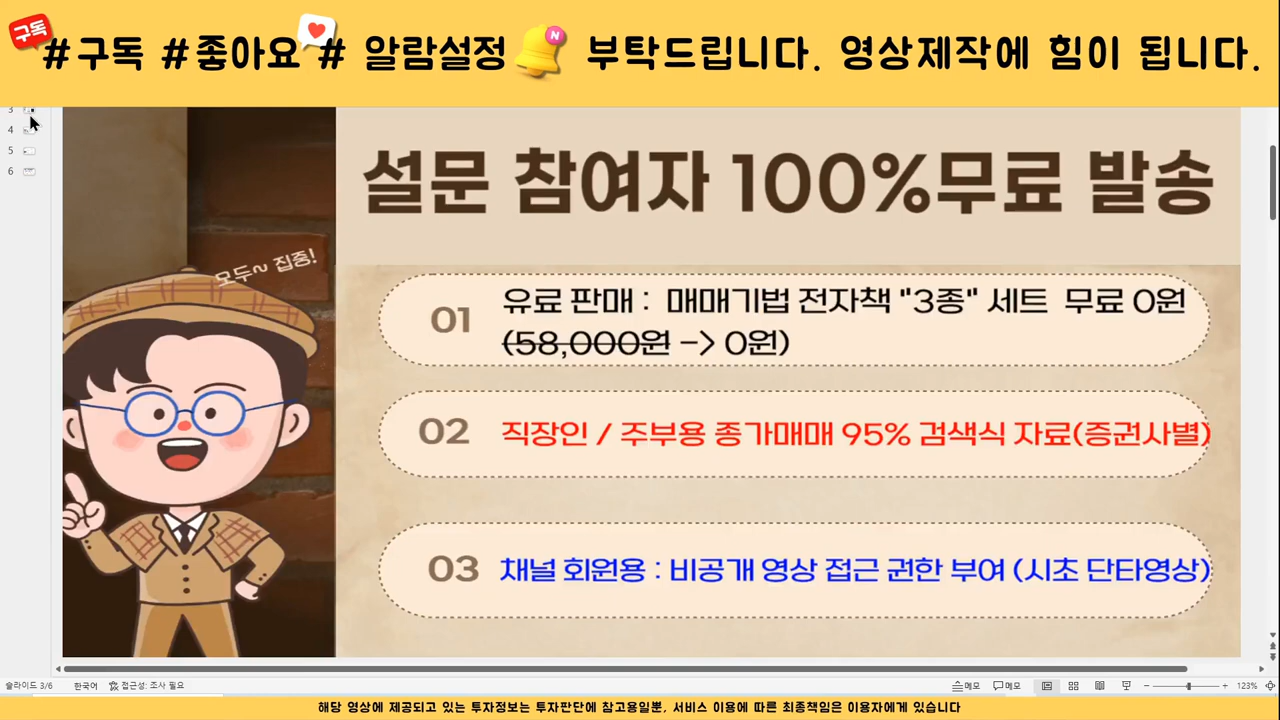 구독
#구독 #좋아요 # 알람설정 N 부탁드립니다. 영상제작에 힘이 됩니다.
3
4
5
6
설문 참여자 100%무료 발송
모두~ 집중!
01
유료 판매 : 매매기법 전자책 "3종" 세트 무료 0원
(58,000원 -> 0원)
02
직장인 / 주부용 종가매매 95% 검색식 자료(증권사별)
03
채널 회원용 : 비공개 영상 접근 권한 부여 (시초 단타영상)
슬라이드 3/6 한국어 접근성: 조사 필요 메모 메모 123%
해당 영상에 제공되고 있는 투자정보는 투자판단에 참고용일뿐, 서비스 이용에 따른 최종책임은 이용자에게 있습니다